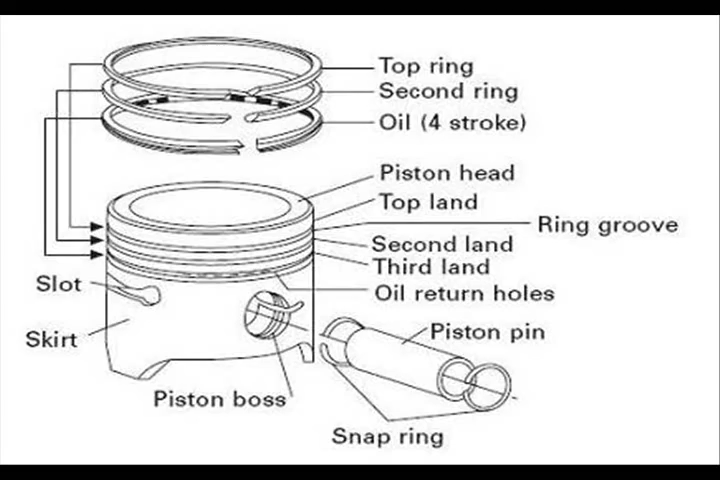 Top ring
Second ring
Oil (4 stroke)
Piston head
Top land
Ring groove
Second land
Third land
Slot
Oil return holes
Skirt
Piston pin
Piston boss
Snap ring